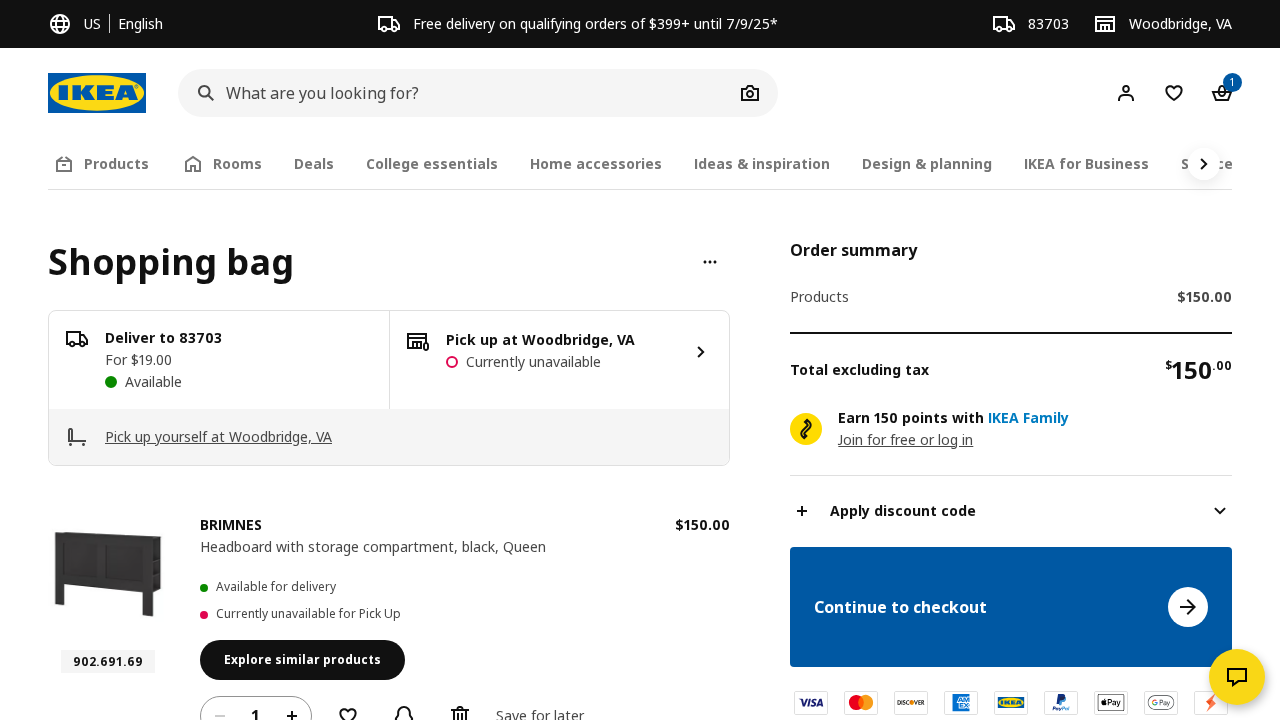 US
English
Free delivery on qualifying orders of $399+ until 7/9/25*
83703
Woodbridge, VA
IKEA
What are you looking for?
1
Products
Rooms
Deals
College essentials
Home accessories
Ideas & inspiration
Design & planning
IKEA for Business
Shopping bag
Deliver to 83703
For $19.00
Available
Pick up at Woodbridge, VA
Currently unavailable
Pick up yourself at Woodbridge, VA
BRIMNES
$150.00
Headboard with storage compartment, black, Queen
Available for delivery
Currently unavailable for Pick Up
902.691.69
Explore similar products
1
Save for later
Order summary
Products
$150.00
Total excluding tax
$150.00
Earn 150 points with IKEA Family
Join for free or log in
Apply discount code
Continue to checkout
VISA
DISCOVER
AMEX
IKEA
PayPal
Pay
G Pay